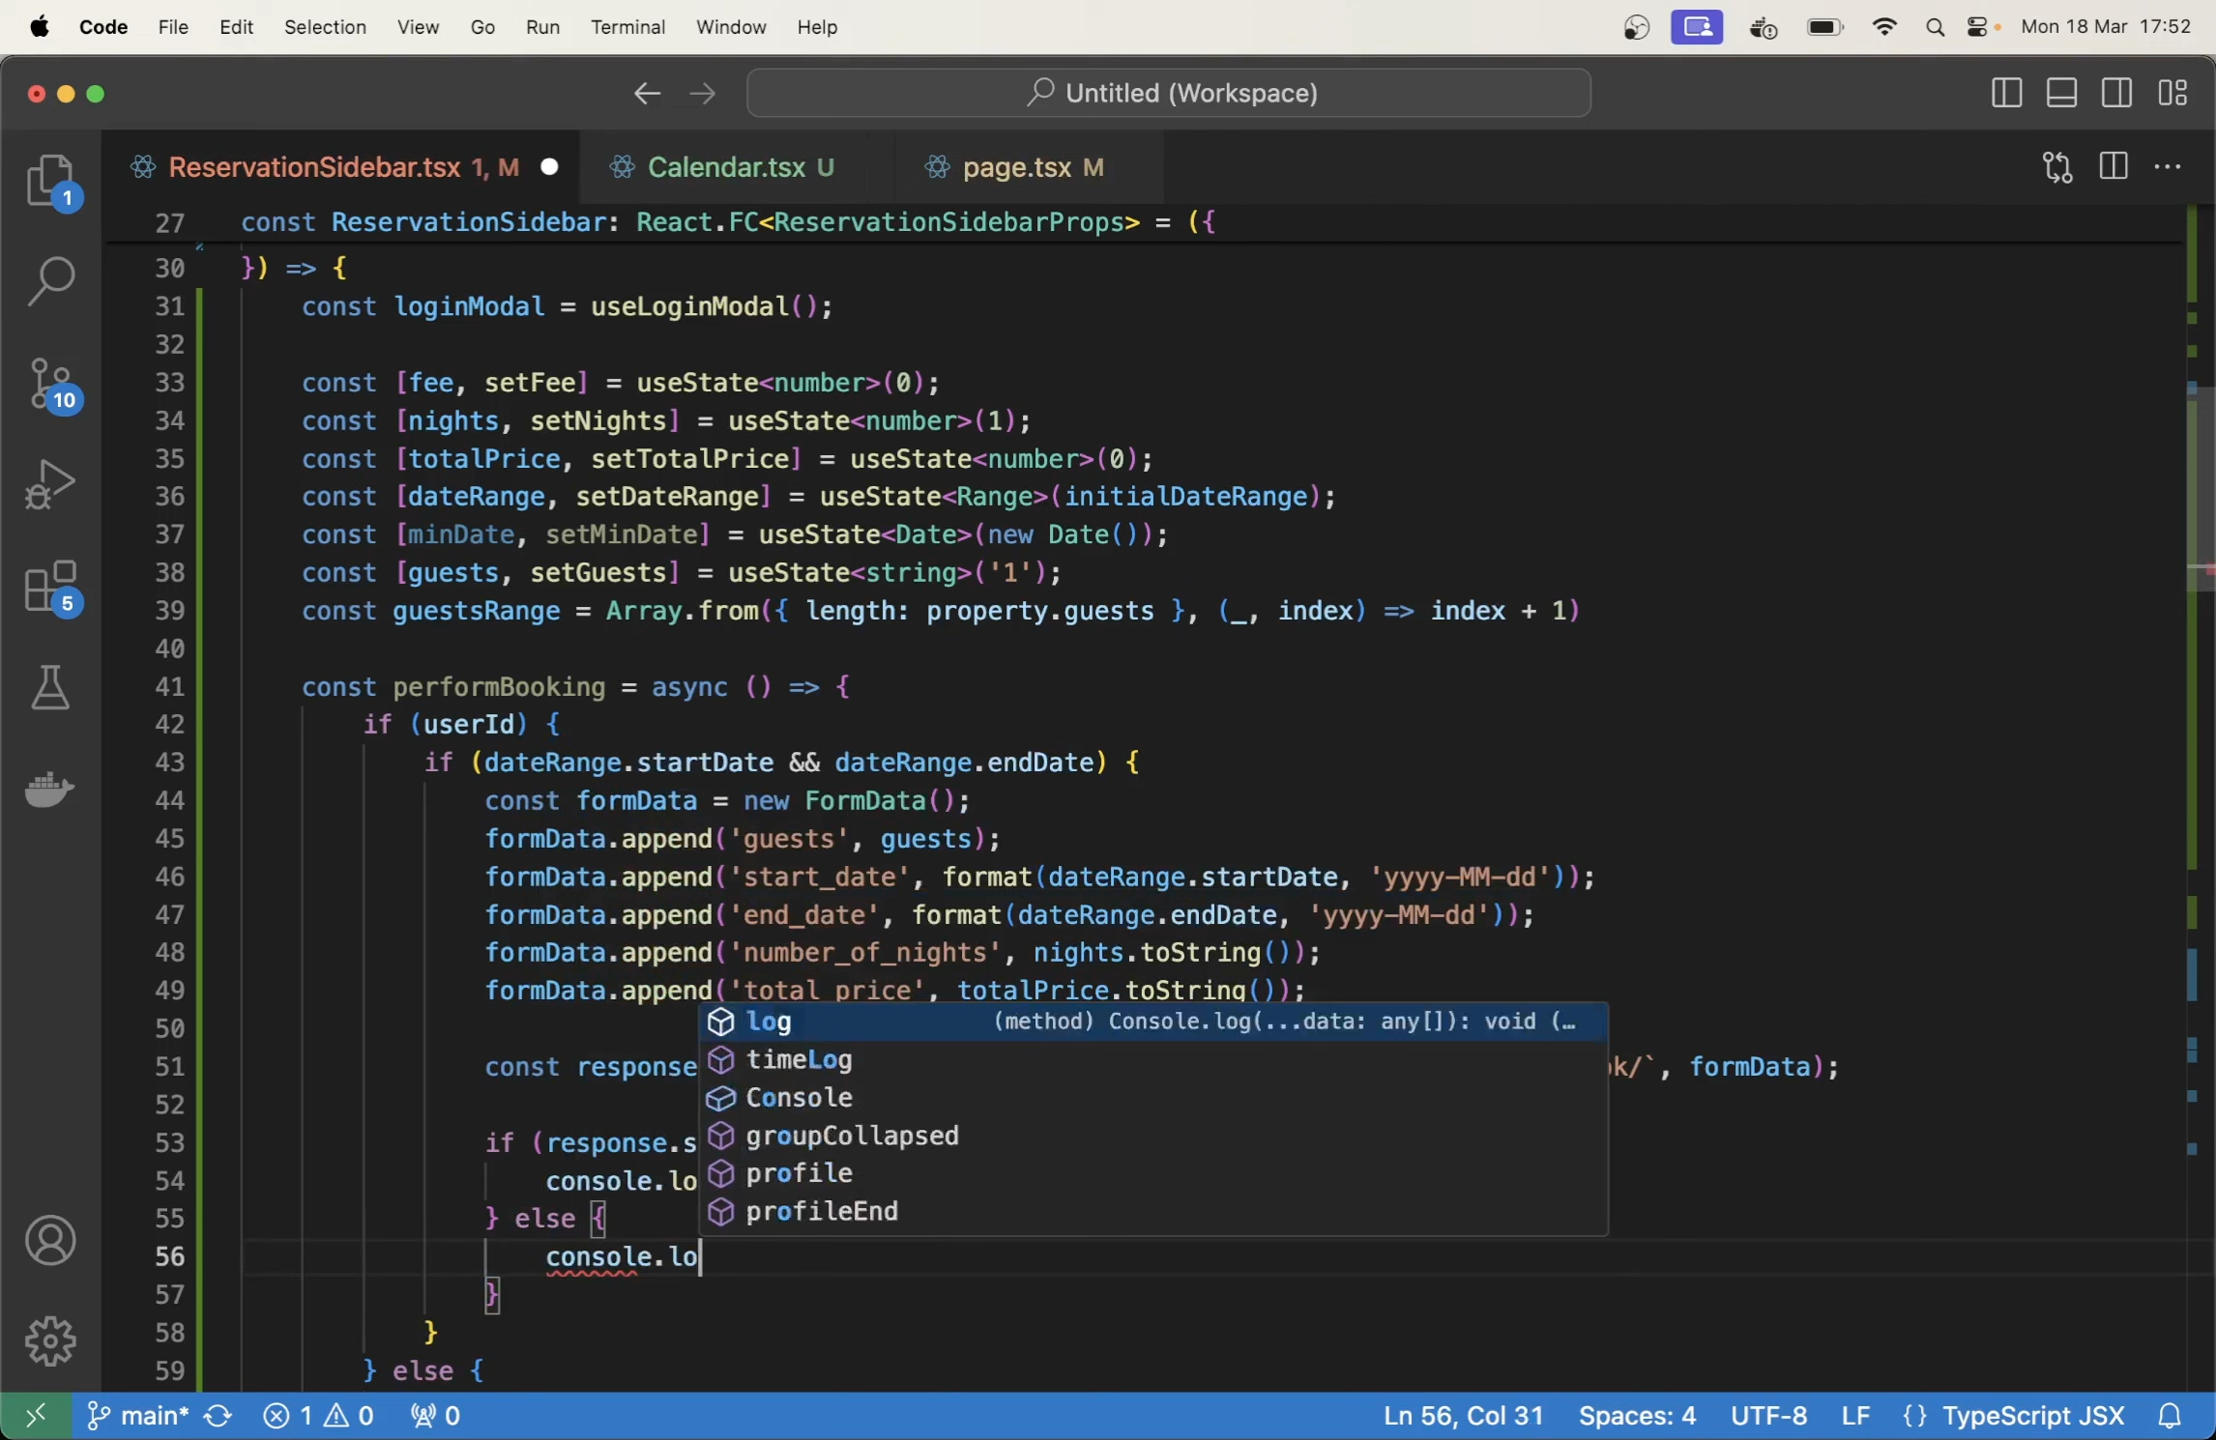 Code File Edit Selection View Go Run Terminal Window Help Mon 18 Mar 17:52
Untitled (Workspace)
ReservationSidebar.tsx 1, M Calendar.tsx U page.tsx M
1
10
5
27 const ReservationSidebar: React.FC<ReservationSidebarProps> = ({
30 }) => {
31 const loginModal = useLoginModal();
32
33 const [fee, setFee] = useState<number>(0);
34 const [nights, setNights] = useState<number>(1);
35 const [totalPrice, setTotalPrice] = useState<number>(0);
36 const [dateRange, setDateRange] = useState<Range>(initialDateRange);
37 const [minDate, setMinDate] = useState<Date>(new Date());
38 const [guests, setGuests] = useState<string>('1');
39 const guestsRange = Array.from({ length: property.guests }, (_, index) => index + 1)
40
41 const performBooking = async () => {
42 if (userId) {
43 if (dateRange.startDate && dateRange.endDate) {
44 const formData = new FormData();
45 formData.append('guests', guests);
46 formData.append('start_date', format(dateRange.startDate, 'yyyy-MM-dd'));
47 formData.append('end_date', format(dateRange.endDate, 'yyyy-MM-dd'));
48 formData.append('number_of_nights', nights.toString());
49 formData.append('total_price', totalPrice.toString());
50
log (method) Console.log(...data: any[]): void (…
timeLog
Console
groupCollapsed
profile
profileEnd
51 const response k/`, formData);
52
53 if (response.s
54 console.lo
55 } else {
56 console.lo
57 }
58 }
59 } else {
main* 1 0 0 Ln 56, Col 31 Spaces: 4 UTF-8 LF {} TypeScript JSX